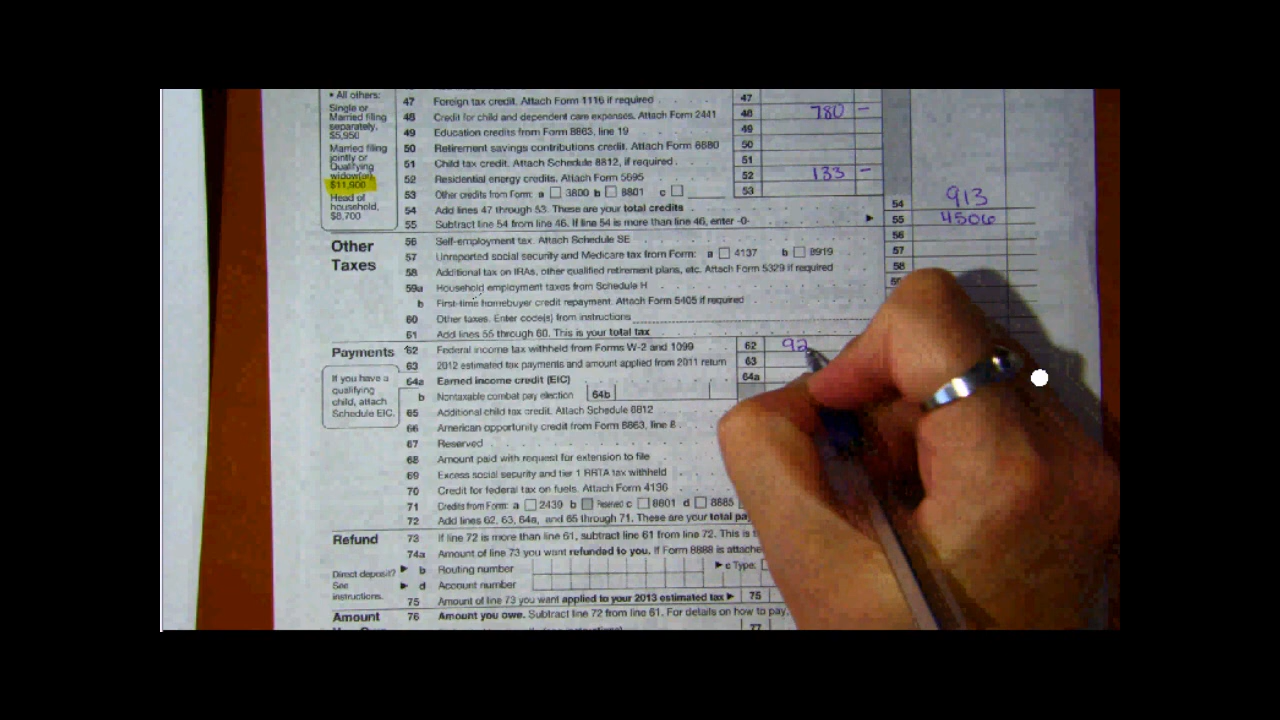 • All others:
Single or
Married filing
separately,
$5,950
Married filing
jointly or
Qualifying
widow(er),
$11,900
Head of
household,
$8,700
47 Foreign tax credit. Attach Form 1116 if required 47
48 Credit for child and dependent care expenses. Attach Form 2441 48 780 –
49 Education credits from Form 8863, line 19 49
50 Retirement savings contributions credit. Attach Form 8880 50
51 Child tax credit. Attach Schedule 8812, if required 51
52 Residential energy credits. Attach Form 5695 52 133 –
53 Other credits from Form: a 3800 b 8801 c 53
54 Add lines 47 through 53. These are your total credits 54 913
55 Subtract line 54 from line 46. If line 54 is more than line 46, enter -0- 55 4506
Other
Taxes
56 Self-employment tax. Attach Schedule SE 56
57 Unreported social security and Medicare tax from Form: a 4137 b 8919 57
58 Additional tax on IRAs, other qualified retirement plans, etc. Attach Form 5329 if required 58
59a Household employment taxes from Schedule H
b First-time homebuyer credit repayment. Attach Form 5405 if required
60 Other taxes. Enter code(s) from instructions
61 Add lines 55 through 60. This is your total tax
Payments
62 Federal income tax withheld from Forms W-2 and 1099 62 92
63 2012 estimated tax payments and amount applied from 2011 return 63
If you have a
qualifying
child, attach
Schedule EIC.
64a Earned income credit (EIC) 64a
b Nontaxable combat pay election 64b
65 Additional child tax credit. Attach Schedule 8812
66 American opportunity credit from Form 8863, line 8
67 Reserved
68 Amount paid with request for extension to file
69 Excess social security and tier 1 RRTA tax withheld
70 Credit for federal tax on fuels. Attach Form 4136
71 Credits from Form: a 2439 b Reserved c 8801 d 8885
72 Add lines 62, 63, 64a, and 65 through 71. These are your total pa
Refund
73 If line 72 is more than line 61, subtract line 61 from line 72. This is t
74a Amount of line 73 you want refunded to you. If Form 8888 is attache
Direct deposit?
See
instructions.
b Routing number c Type:
d Account number
75 Amount of line 73 you want applied to your 2013 estimated tax 75
Amount
76 Amount you owe. Subtract line 72 from line 61. For details on how to pay,
77